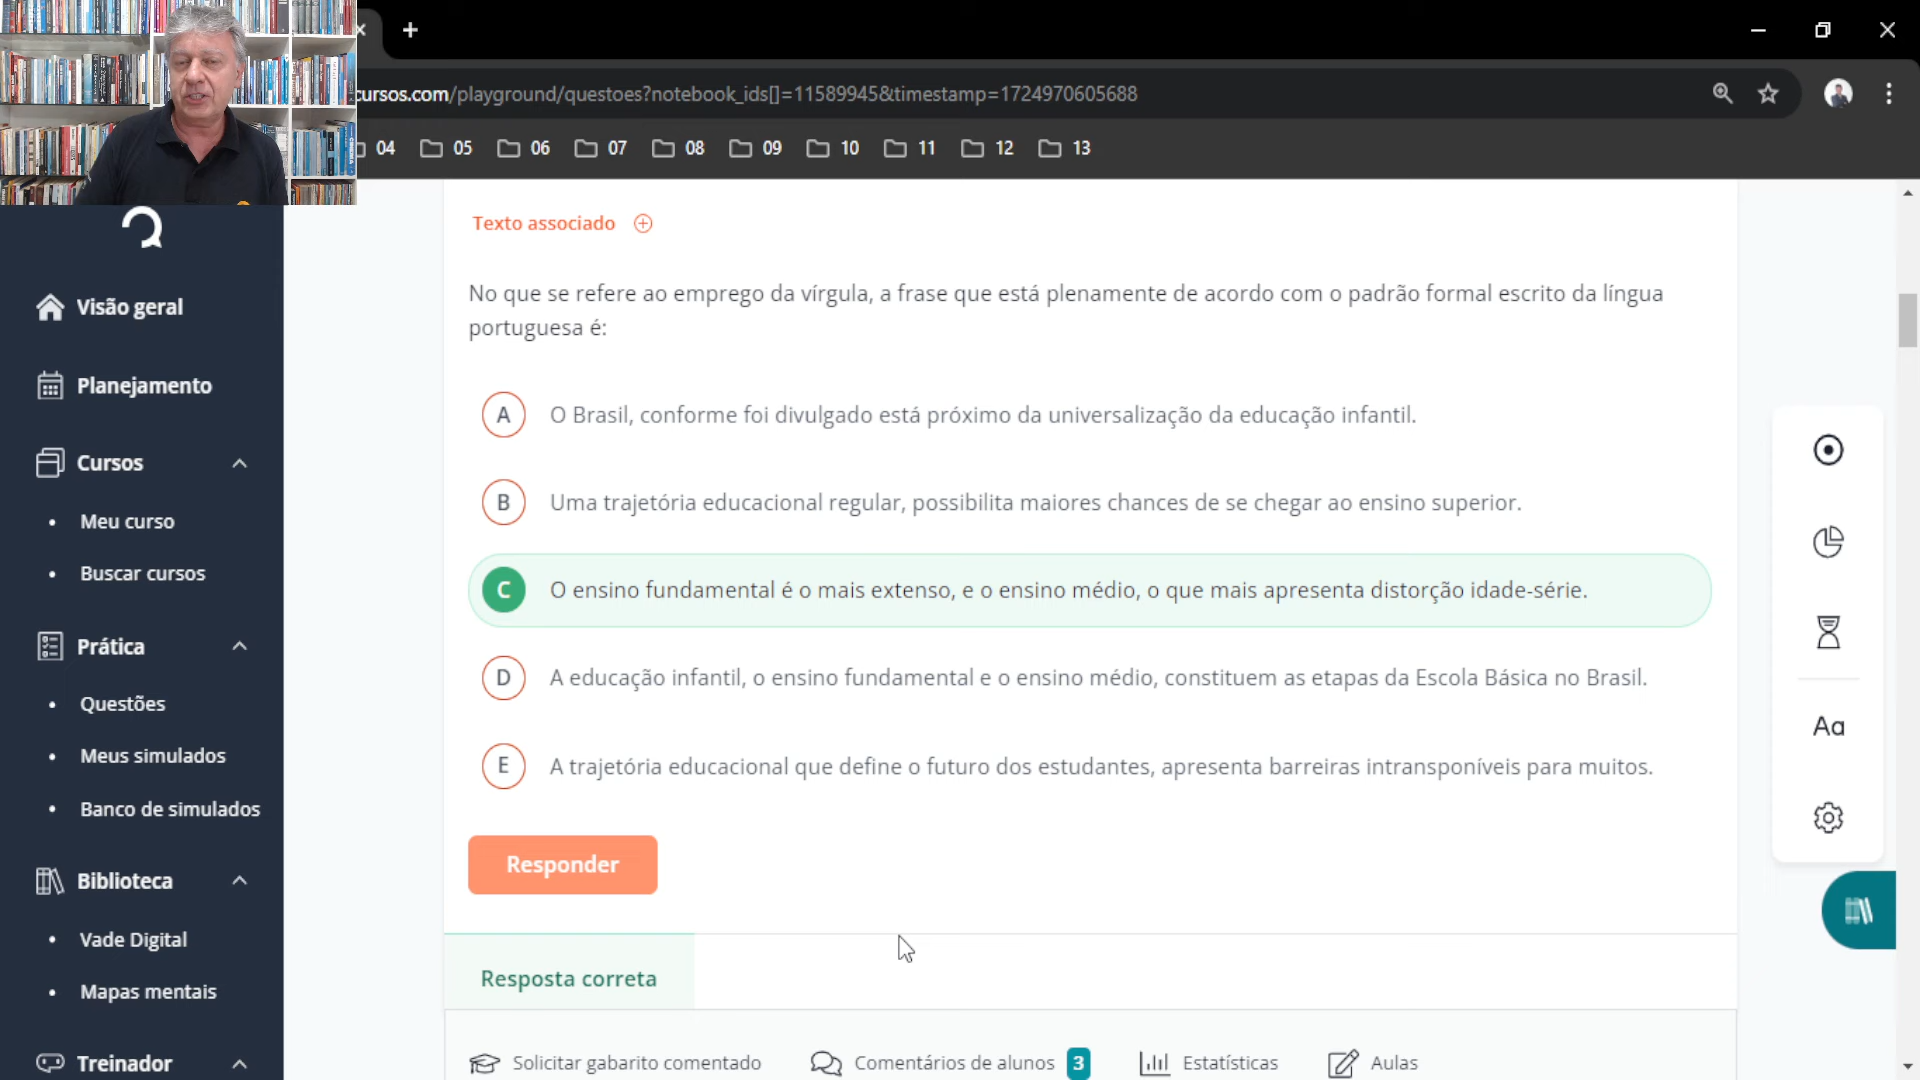 cursos.com/playground/questoes?notebook_ids[]=11589945&timestamp=1724970605688
04 05 06 07 08 09 10 11 12 13
Visão geral
Planejamento
Cursos
Meu curso
Buscar cursos
Prática
Questões
Meus simulados
Banco de simulados
Biblioteca
Vade Digital
Mapas mentais
Treinador
Texto associado
No que se refere ao emprego da vírgula, a frase que está plenamente de acordo com o padrão formal escrito da língua
portuguesa é:
A O Brasil, conforme foi divulgado está próximo da universalização da educação infantil.
B Uma trajetória educacional regular, possibilita maiores chances de se chegar ao ensino superior.
C O ensino fundamental é o mais extenso, e o ensino médio, o que mais apresenta distorção idade-série.
D A educação infantil, o ensino fundamental e o ensino médio, constituem as etapas da Escola Básica no Brasil.
E A trajetória educacional que define o futuro dos estudantes, apresenta barreiras intransponíveis para muitos.
Responder
Resposta correta
Solicitar gabarito comentado Comentários de alunos 3 Estatísticas Aulas
Aa